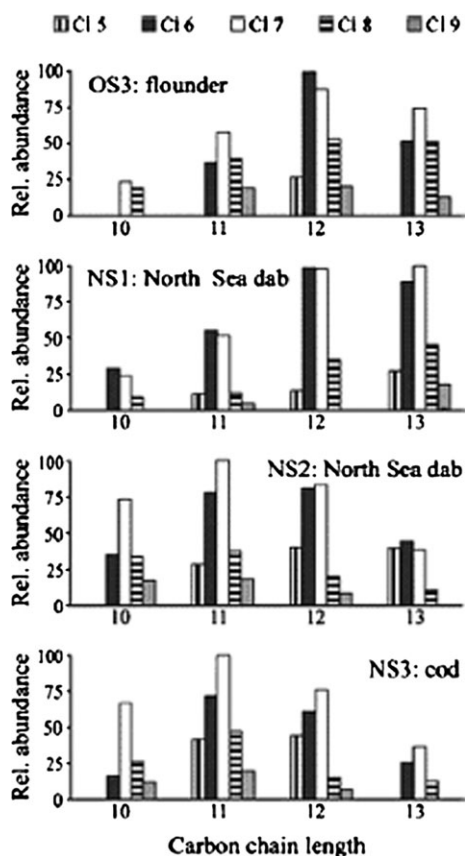 Cl 5 Cl 6 Cl 7 Cl 8 Cl 9
OS3: flounder
Rel. abundance
100
75
50
25
0
10 11 12 13
NS1: North Sea dab
Rel. abundance
100
75
50
25
0
10 11 12 13
NS2: North Sea dab
Rel. abundance
100
75
50
25
0
10 11 12 13
NS3: cod
Rel. abundance
100
75
50
25
0
10 11 12 13
Carbon chain length